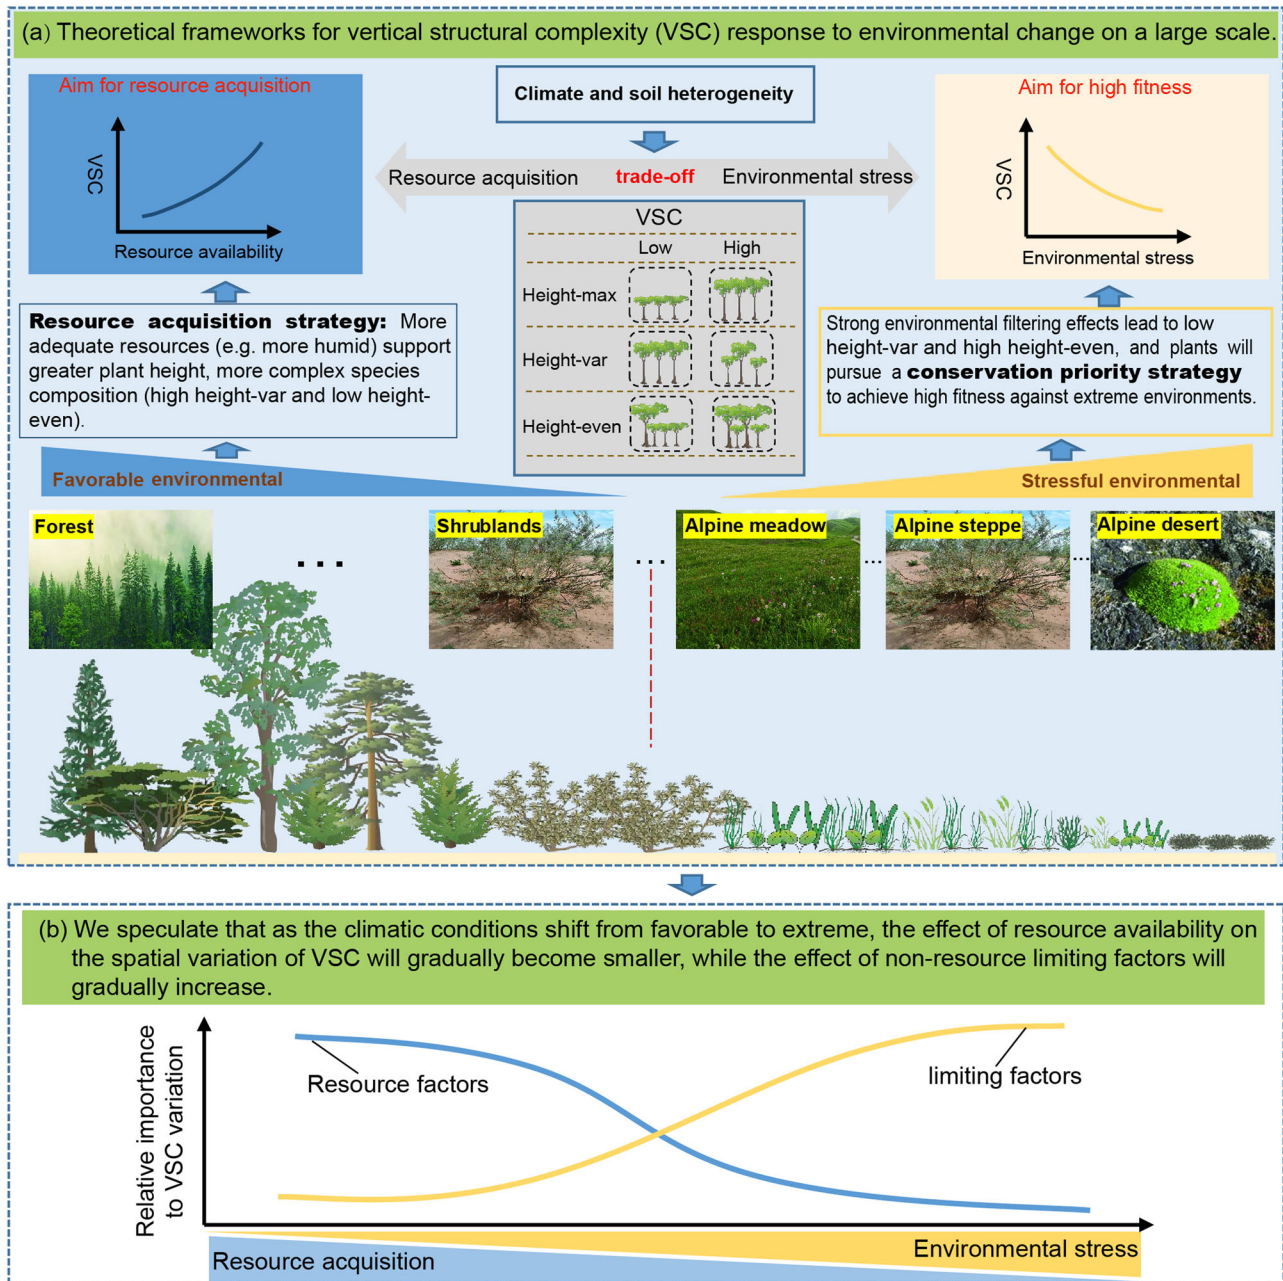 (a) Theoretical frameworks for vertical structural complexity (VSC) response to environmental change on a large scale.
Aim for resource acquisition
VSC
Resource availability
Climate and soil heterogeneity
Resource acquisition trade-off Environmental stress
Aim for high fitness
VSC
Environmental stress
VSC
Low High
Height-max
Height-var
Height-even
Resource acquisition strategy: More
adequate resources (e.g. more humid) support
greater plant height, more complex species
composition (high height-var and low height-
even).
Strong environmental filtering effects lead to low
height-var and high height-even, and plants will
pursue a conservation priority strategy
to achieve high fitness against extreme environments.
Favorable environmental
Stressful environmental
Forest
...
Shrublands
...
Alpine meadow
...
Alpine steppe
...
Alpine desert
(b) We speculate that as the climatic conditions shift from favorable to extreme, the effect of resource availability on
the spatial variation of VSC will gradually become smaller, while the effect of non-resource limiting factors will
gradually increase.
Relative importance
to VSC variation
Resource factors
limiting factors
Environmental stress
Resource acquisition